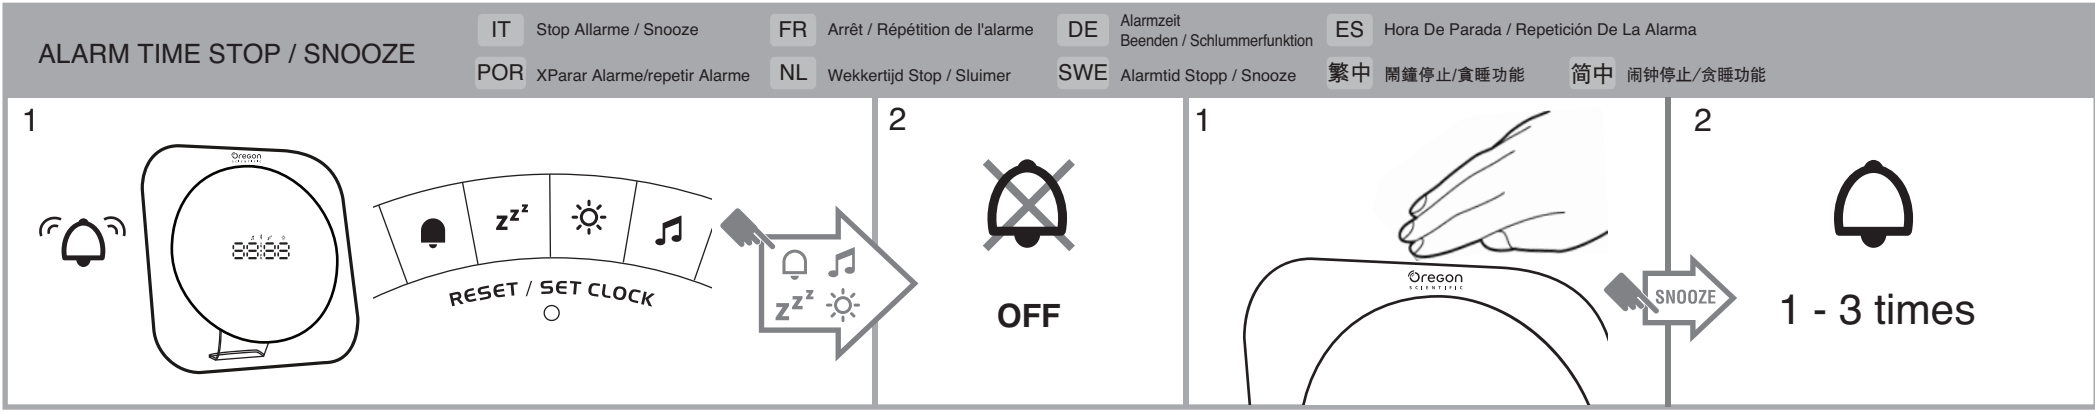 ALARM TIME STOP / SNOOZE
IT Stop Allarme / Snooze
FR Arrêt / Répétition de l'alarme
DE Alarmzeit
Beenden / Schlummerfunktion
ES Hora De Parada / Repetición De La Alarma
POR XParar Alarme/repetir Alarme
NL Wekkertijd Stop / Sluimer
SWE Alarmtid Stopp / Snooze
繁中 鬧鐘停止/貪睡功能
简中 闹钟停止/贪睡功能
1
Oregon
SCIENTIFIC
88:88
zzz
RESET / SET CLOCK
zzz
2
OFF
1
Oregon
SCIENTIFIC
SNOOZE
2
1 - 3 times